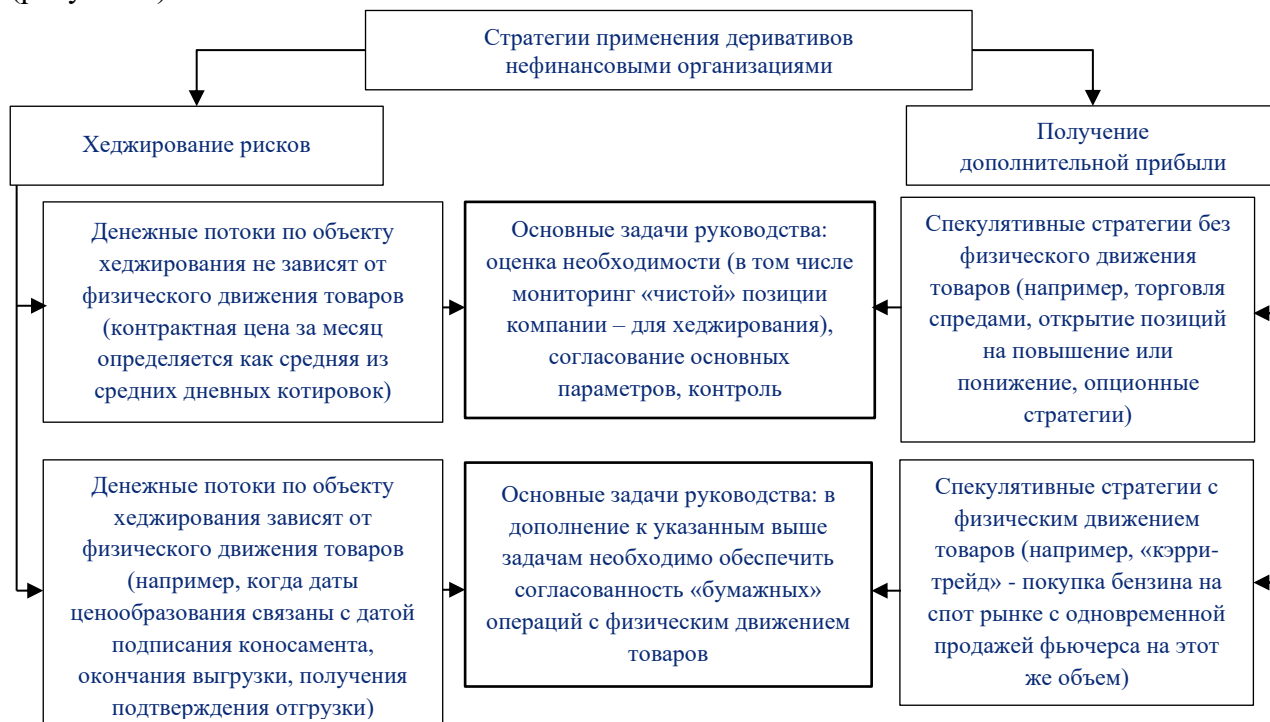 Стратегии применения деривативов
нефинансовыми организациями
Хеджирование рисков
Получение
дополнительной прибыли
Денежные потоки по объекту
хеджирования не зависят от
физического движения товаров
(контрактная цена за месяц
определяется как средняя из
средних дневных котировок)
Основные задачи руководства:
оценка необходимости (в том числе
мониторинг «чистой» позиции
компании – для хеджирования),
согласование основных
параметров, контроль
Спекулятивные стратегии без
физического движения
товаров (например, торговля
спредами, открытие позиций
на повышение или
понижение, опционные
стратегии)
Денежные потоки по объекту
хеджирования зависят от
физического движения товаров
(например, когда даты
ценообразования связаны с датой
подписания коносамента,
окончания выгрузки, получения
подтверждения отгрузки)
Основные задачи руководства: в
дополнение к указанным выше
задачам необходимо обеспечить
согласованность «бумажных»
операций с физическим движением
товаров
Спекулятивные стратегии с
физическим движением
товаров (например, «кэрри-
трейд» - покупка бензина на
спот рынке с одновременной
продажей фьючерса на этот
же объем)